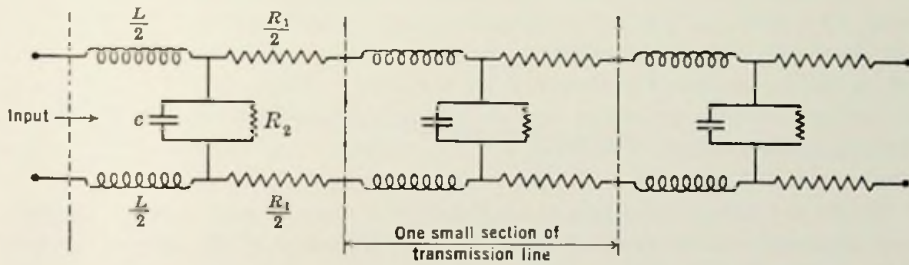 L/2
R₁/2
Input
c
R₂
L/2
R₁/2
One small section of
transmission line